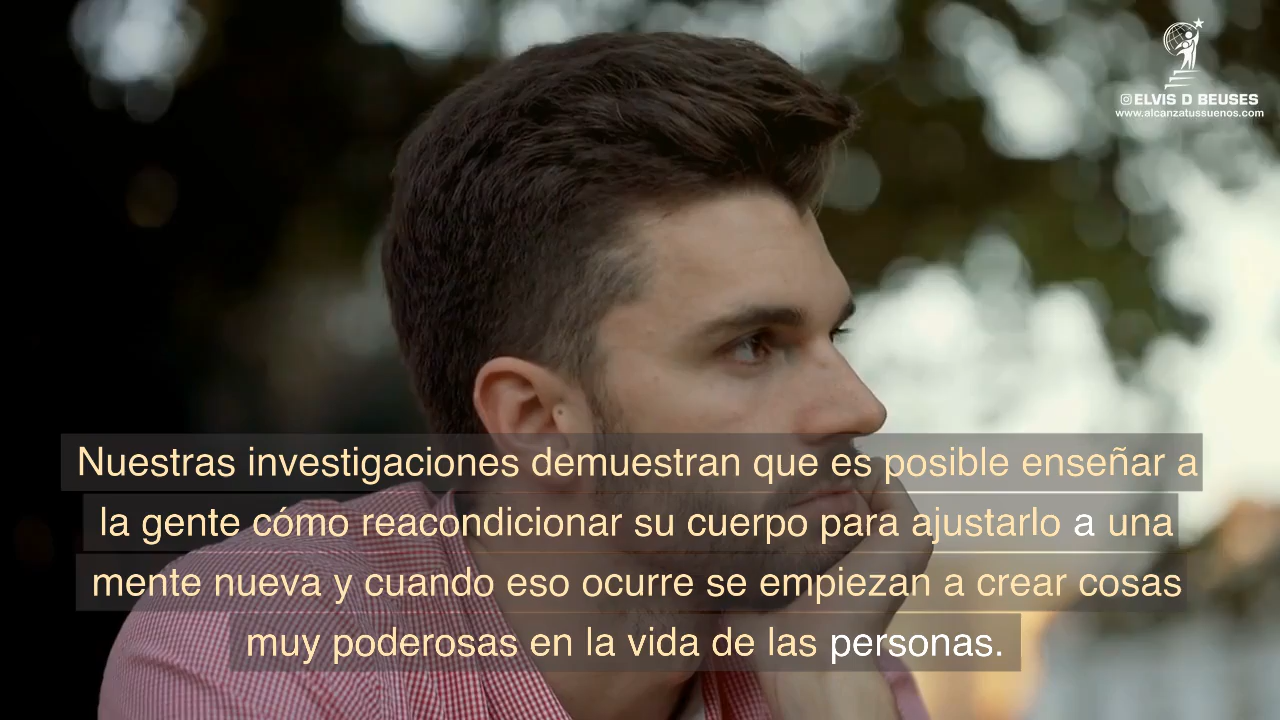 ELVIS D BEUSES
www.alcanzatussuenos.com
Nuestras investigaciones demuestran que es posible enseñar a
la gente cómo reacondicionar su cuerpo para ajustarlo a una
mente nueva y cuando eso ocurre se empiezan a crear cosas
muy poderosas en la vida de las personas.